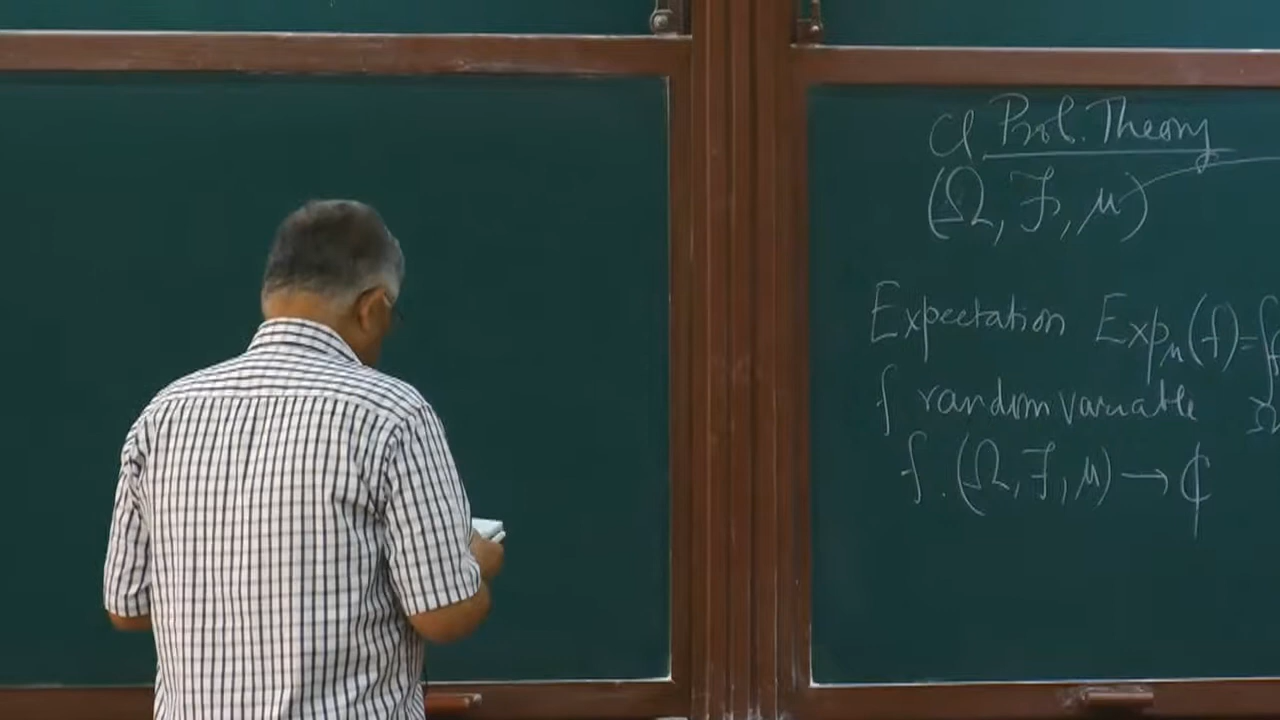 Cl. Prob. Theory
(Ω, F, μ)
Expectation Exp_μ(f) = ∫
f random variable Ω
f. (Ω, F, μ) → ₵